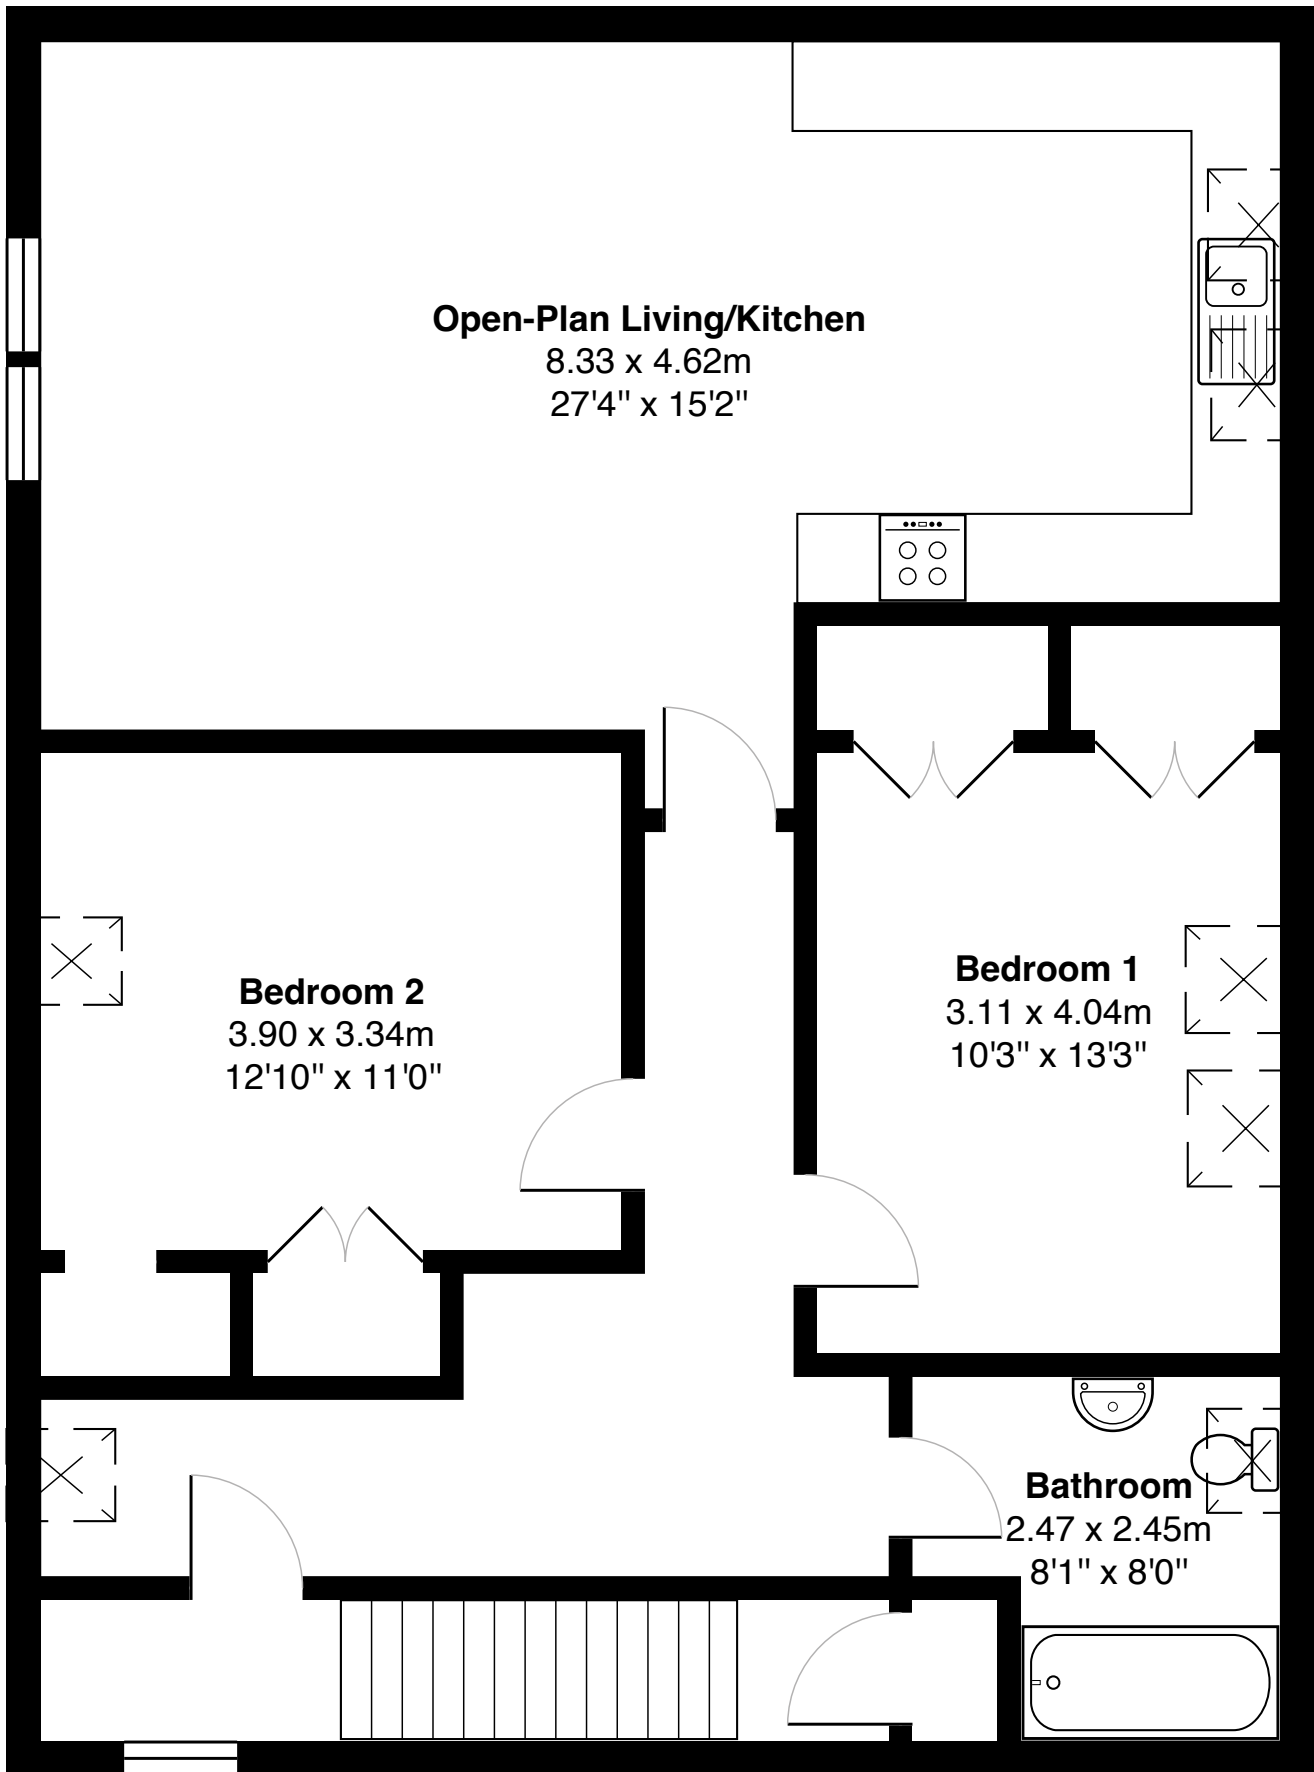 Open-Plan Living/Kitchen
8.33 x 4.62m
27'4" x 15'2"
Bedroom 1
3.11 x 4.04m
10'3" x 13'3"
Bedroom 2
3.90 x 3.34m
12'10" x 11'0"
Bathroom
2.47 x 2.45m
8'1" x 8'0"